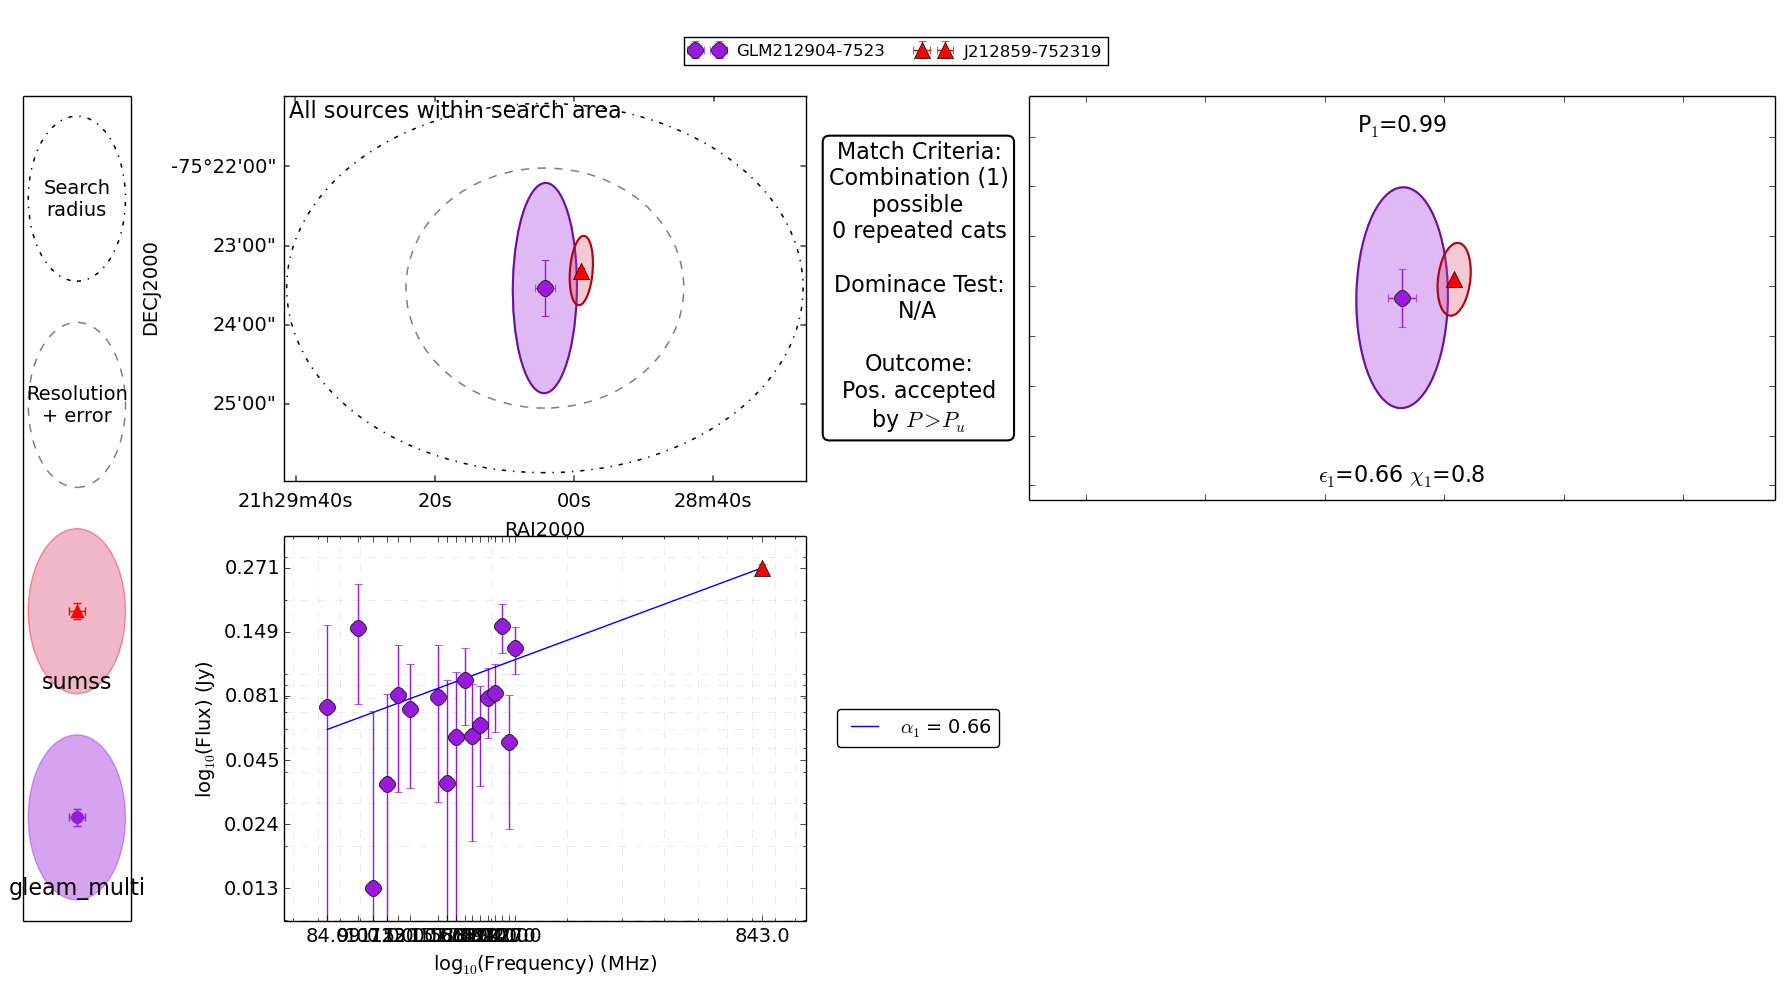 GLM212904-7523 J212859-752319
Search
radius
Resolution
+ error
sumss
gleam_multi
All sources within search area
DECJ2000
-75°22'00"
23'00"
24'00"
25'00"
21h29m40s 20s 00s 28m40s
RAJ2000
Match Criteria:
Combination (1)
possible
0 repeated cats
Dominace Test:
N/A
Outcome:
Pos. accepted
by P>Pu
P1=0.99
ϵ1=0.66 χ1=0.8
log10(Flux) (Jy)
0.271
0.149
0.081
0.045
0.024
0.013
843.0
log10(Frequency) (MHz)
α1 = 0.66